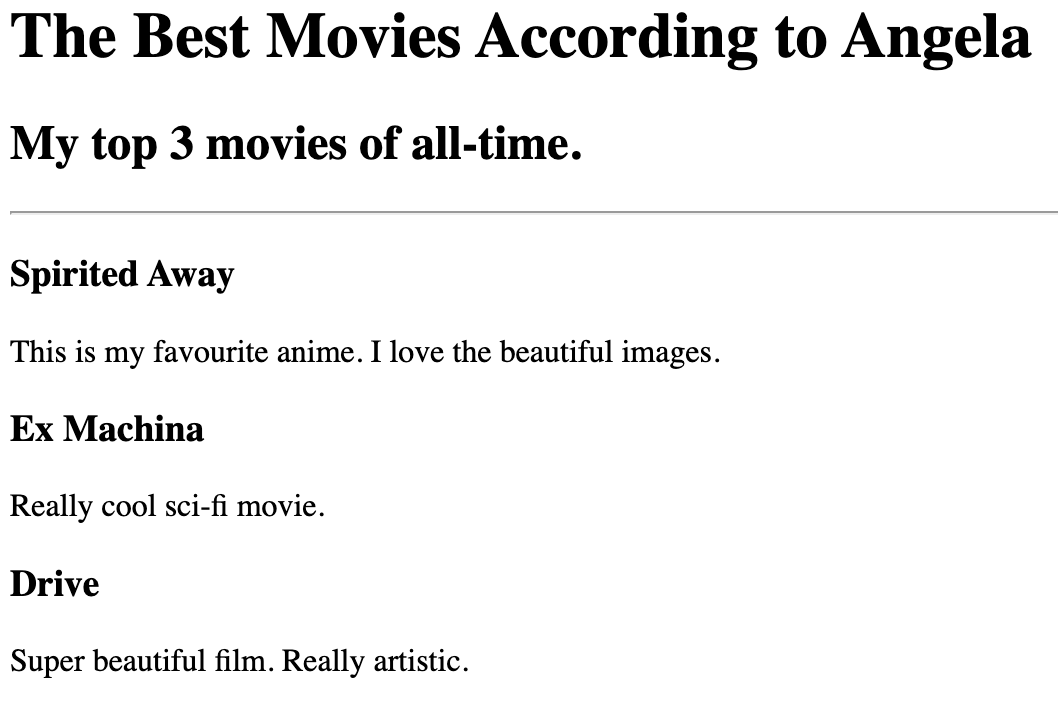 The Best Movies According to Angela
My top 3 movies of all-time.
Spirited Away
This is my favourite anime. I love the beautiful images.
Ex Machina
Really cool sci-fi movie.
Drive
Super beautiful film. Really artistic.